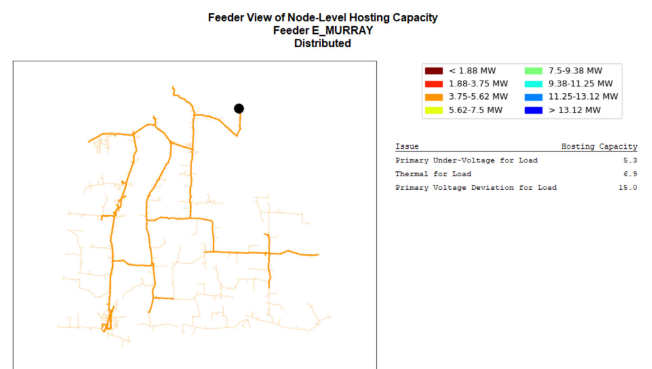 Feeder View of Node-Level Hosting Capacity
Feeder E_MURRAY
Distributed
< 1.88 MW
1.88-3.75 MW
3.75-5.62 MW
5.62-7.5 MW
7.5-9.38 MW
9.38-11.25 MW
11.25-13.12 MW
> 13.12 MW
Issue Hosting Capacity
Primary Under-Voltage for Load 5.3
Thermal for Load 6.9
Primary Voltage Deviation for Load 15.0